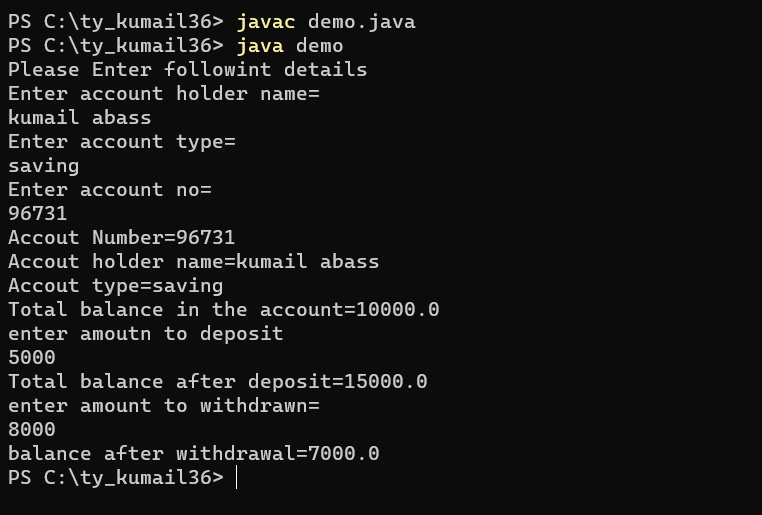 PS C:\ty_kumail36> javac demo.java
PS C:\ty_kumail36> java demo
Please Enter followint details
Enter account holder name=
kumail abass
Enter account type=
saving
Enter account no=
96731
Accout Number=96731
Accout holder name=kumail abass
Accout type=saving
Total balance in the account=10000.0
enter amoutn to deposit
5000
Total balance after deposit=15000.0
enter amount to withdrawn=
8000
balance after withdrawal=7000.0
PS C:\ty_kumail36>